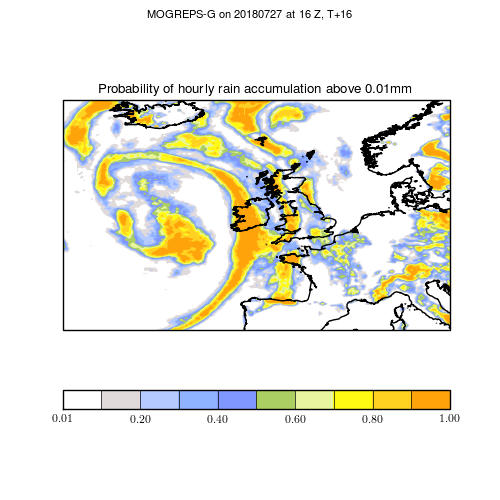 MOGREPS-G on 20180727 at 16 Z, T+16
Probability of hourly rain accumulation above 0.01mm
0.01 0.20 0.40 0.60 0.80 1.00